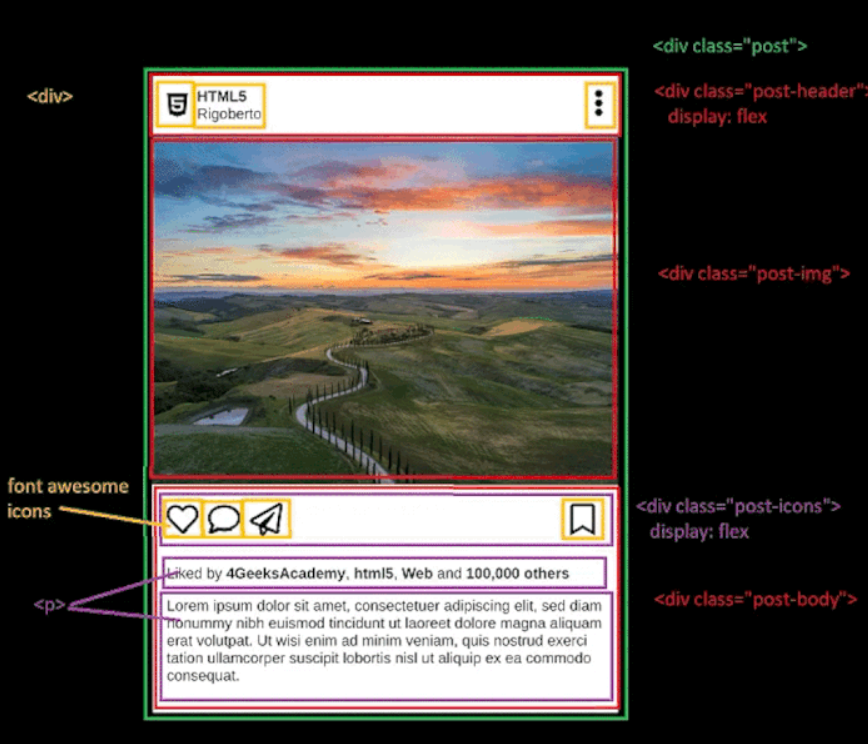 <div class="post">
<div>
<div class="post-header">
display: flex
HTML5
Rigoberto
<div class="post-img">
font awesome
icons
<div class="post-icons">
display: flex
Liked by 4GeeksAcademy, html5, Web and 100,000 others
<p>
<div class="post-body">
Lorem ipsum dolor sit amet, consectetuer adipiscing elit, sed diam
nonummy nibh euismod tincidunt ut laoreet dolore magna aliquam
erat volutpat. Ut wisi enim ad minim veniam, quis nostrud exerci
tation ullamcorper suscipit lobortis nisl ut aliquip ex ea commodo
consequat.